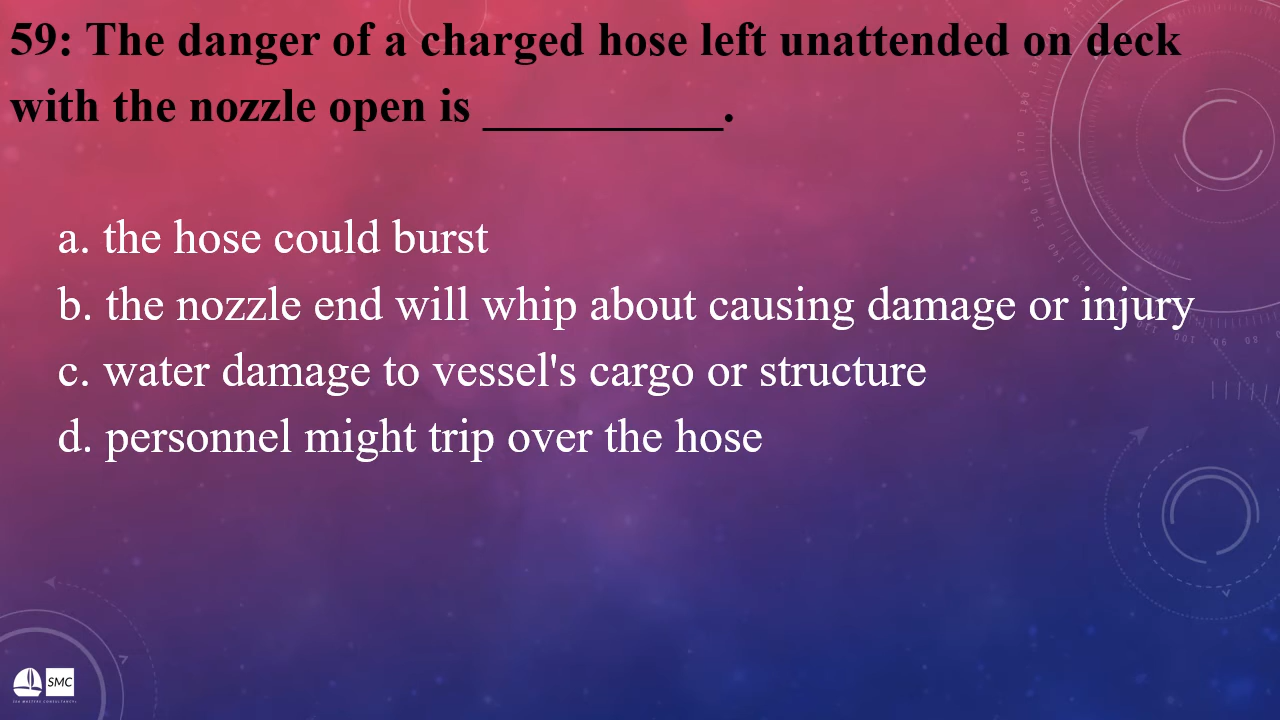 59: The danger of a charged hose left unattended on deck
with the nozzle open is __________.
a. the hose could burst
b. the nozzle end will whip about causing damage or injury
c. water damage to vessel's cargo or structure
d. personnel might trip over the hose
SMC